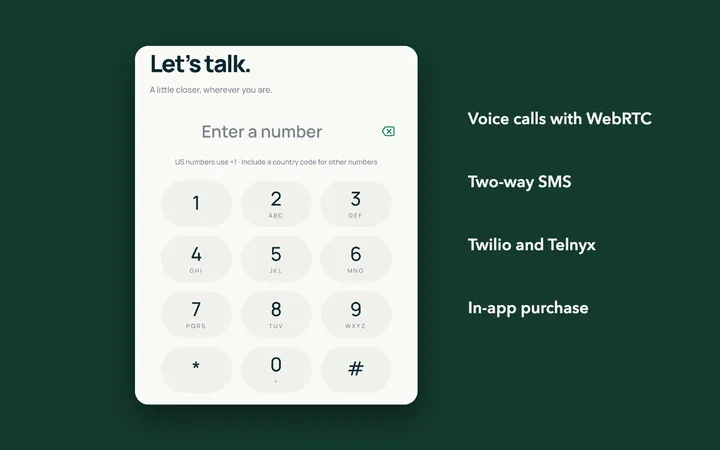 Let's talk.
A little closer, wherever you are.
Enter a number
US numbers use +1 · Include a country code for other numbers
1
2
ABC
3
DEF
4
GHI
5
JKL
6
MNO
7
PQRS
8
TUV
9
WXYZ
*
0
+
#
Voice calls with WebRTC
Two-way SMS
Twilio and Telnyx
In-app purchase